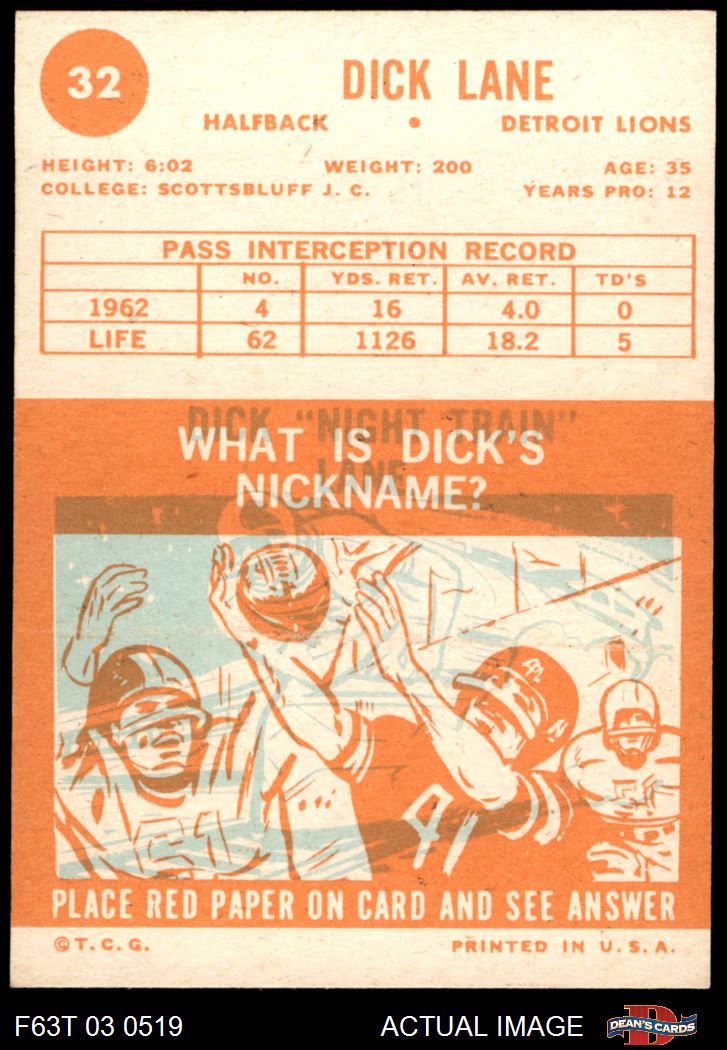 32
DICK LANE
HALFBACK • DETROIT LIONS
HEIGHT: 6:02 WEIGHT: 200 AGE: 35
COLLEGE: SCOTTSBLUFF J. C. YEARS PRO: 12
PASS INTERCEPTION RECORD
NO. YDS. RET. AV. RET. TD'S
1962 4 16 4.0 0
LIFE 62 1126 18.2 5
DICK "NIGHT TRAIN"
WHAT IS DICK'S
LANE
NICKNAME?
42
41
PLACE RED PAPER ON CARD AND SEE ANSWER
© T. C. G. PRINTED IN U. S. A.
F63T 03 0519 ACTUAL IMAGE DEAN'S CARDS